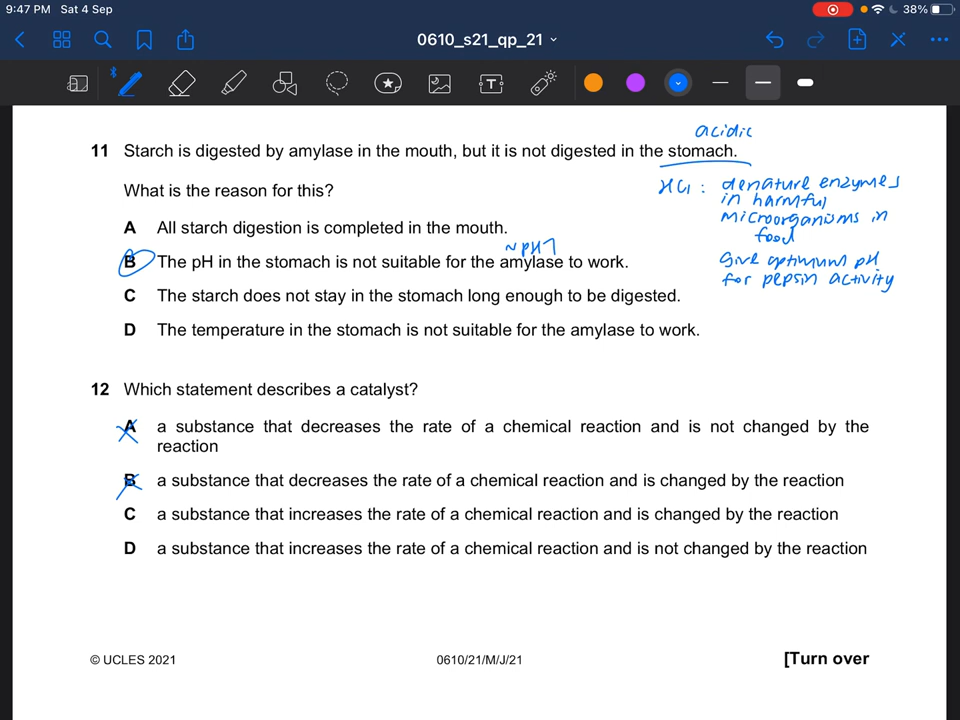 9:47 PM Sat 4 Sep
38%
0610_s21_qp_21
T
acidic
11 Starch is digested by amylase in the mouth, but it is not digested in the stomach.
HCl : denature enzymes
in harmful
microorganisms in
food
What is the reason for this?
A All starch digestion is completed in the mouth.
~pH7
B The pH in the stomach is not suitable for the amylase to work.
give optimum pH
for pepsin activity
C The starch does not stay in the stomach long enough to be digested.
D The temperature in the stomach is not suitable for the amylase to work.
12 Which statement describes a catalyst?
A a substance that decreases the rate of a chemical reaction and is not changed by the
reaction
B a substance that decreases the rate of a chemical reaction and is changed by the reaction
C a substance that increases the rate of a chemical reaction and is changed by the reaction
D a substance that increases the rate of a chemical reaction and is not changed by the reaction
© UCLES 2021
0610/21/M/J/21
[Turn over